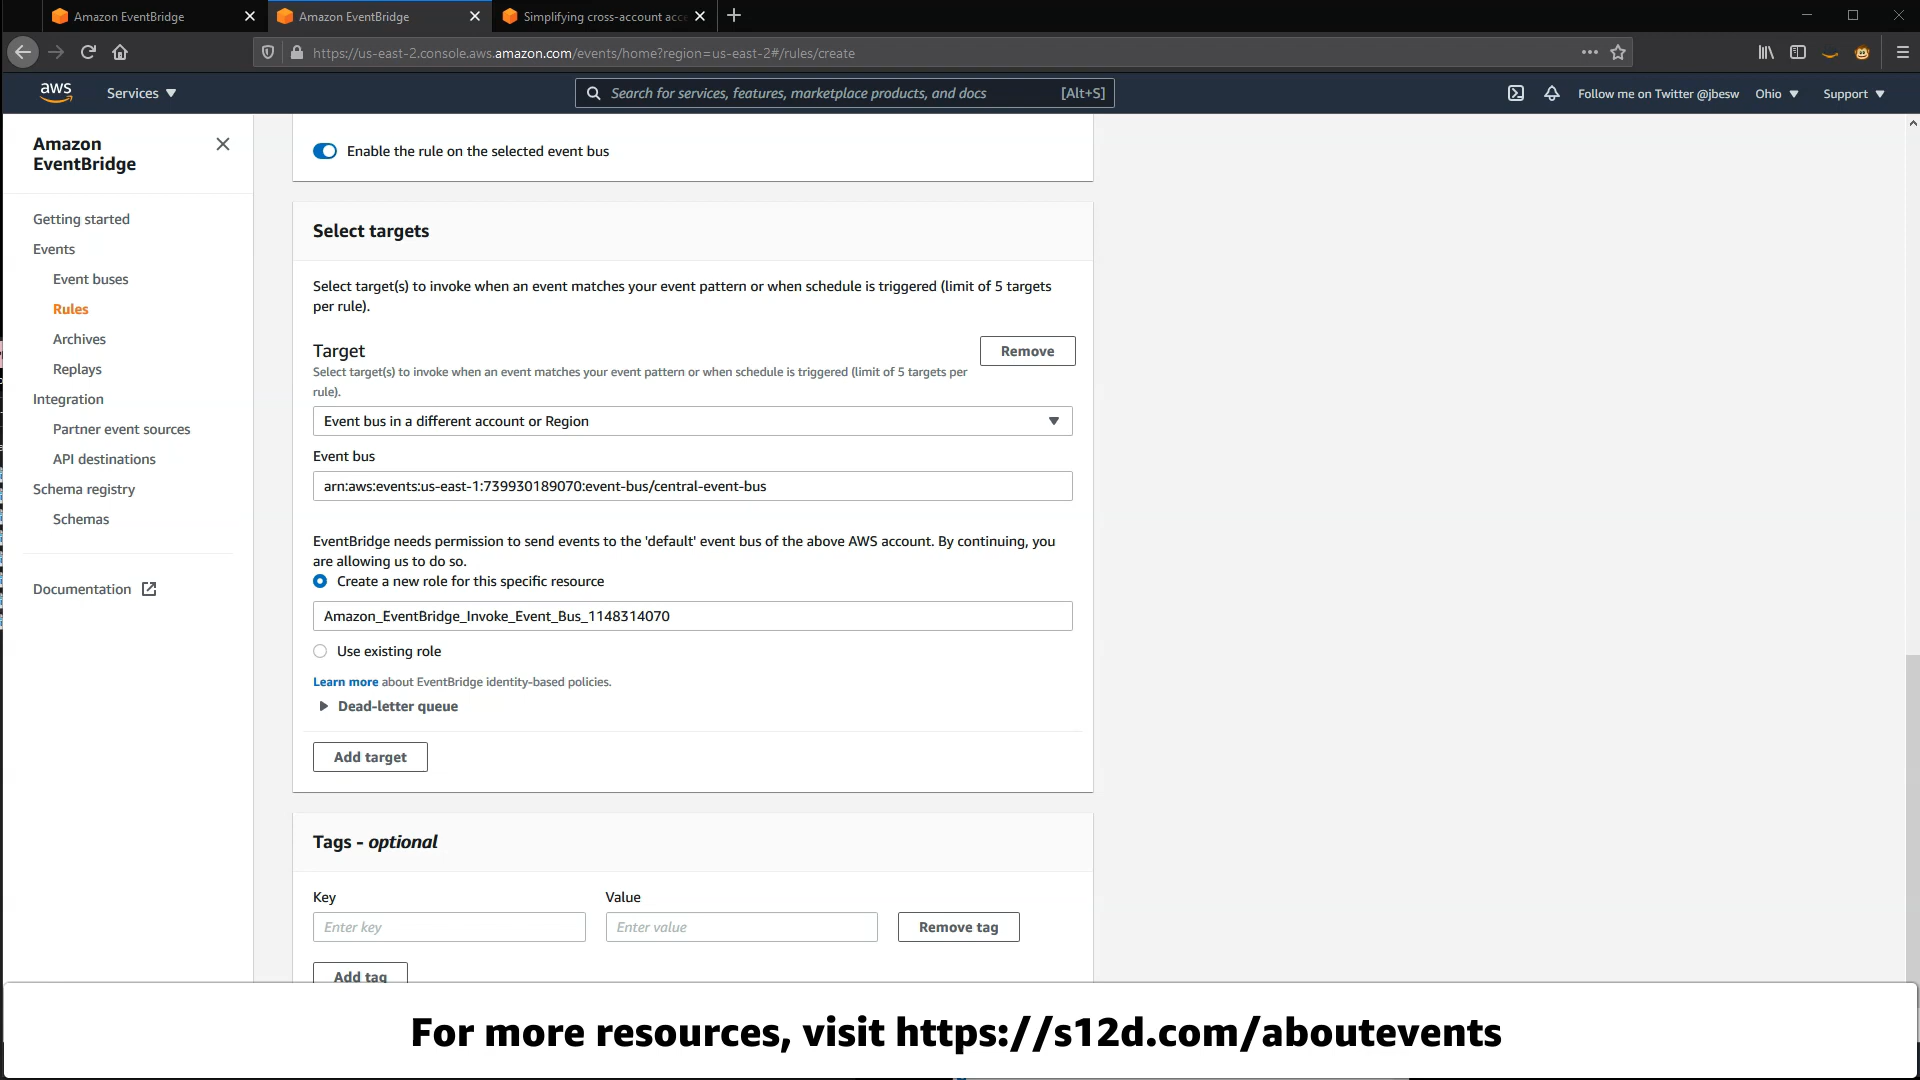 Amazon EventBridge
Amazon EventBridge
Simplifying cross-account acce
https://us-east-2.console.aws.amazon.com/events/home?region=us-east-2#/rules/create
aws
Services
Search for services, features, marketplace products, and docs
[Alt+S]
Follow me on Twitter @jbesw
Ohio
Support
Amazon
EventBridge
Getting started
Events
Event buses
Rules
Archives
Replays
Integration
Partner event sources
API destinations
Schema registry
Schemas
Documentation
Enable the rule on the selected event bus
Select targets
Select target(s) to invoke when an event matches your event pattern or when schedule is triggered (limit of 5 targets
per rule).
Target
Remove
Select target(s) to invoke when an event matches your event pattern or when schedule is triggered (limit of 5 targets per
rule).
Event bus in a different account or Region
Event bus
arn:aws:events:us-east-1:739930189070:event-bus/central-event-bus
EventBridge needs permission to send events to the 'default' event bus of the above AWS account. By continuing, you
are allowing us to do so.
Create a new role for this specific resource
Amazon_EventBridge_Invoke_Event_Bus_1148314070
Use existing role
Learn more about EventBridge identity-based policies.
Dead-letter queue
Add target
Tags - optional
Key
Value
Enter key
Enter value
Remove tag
Add tag
For more resources, visit https://s12d.com/aboutevents